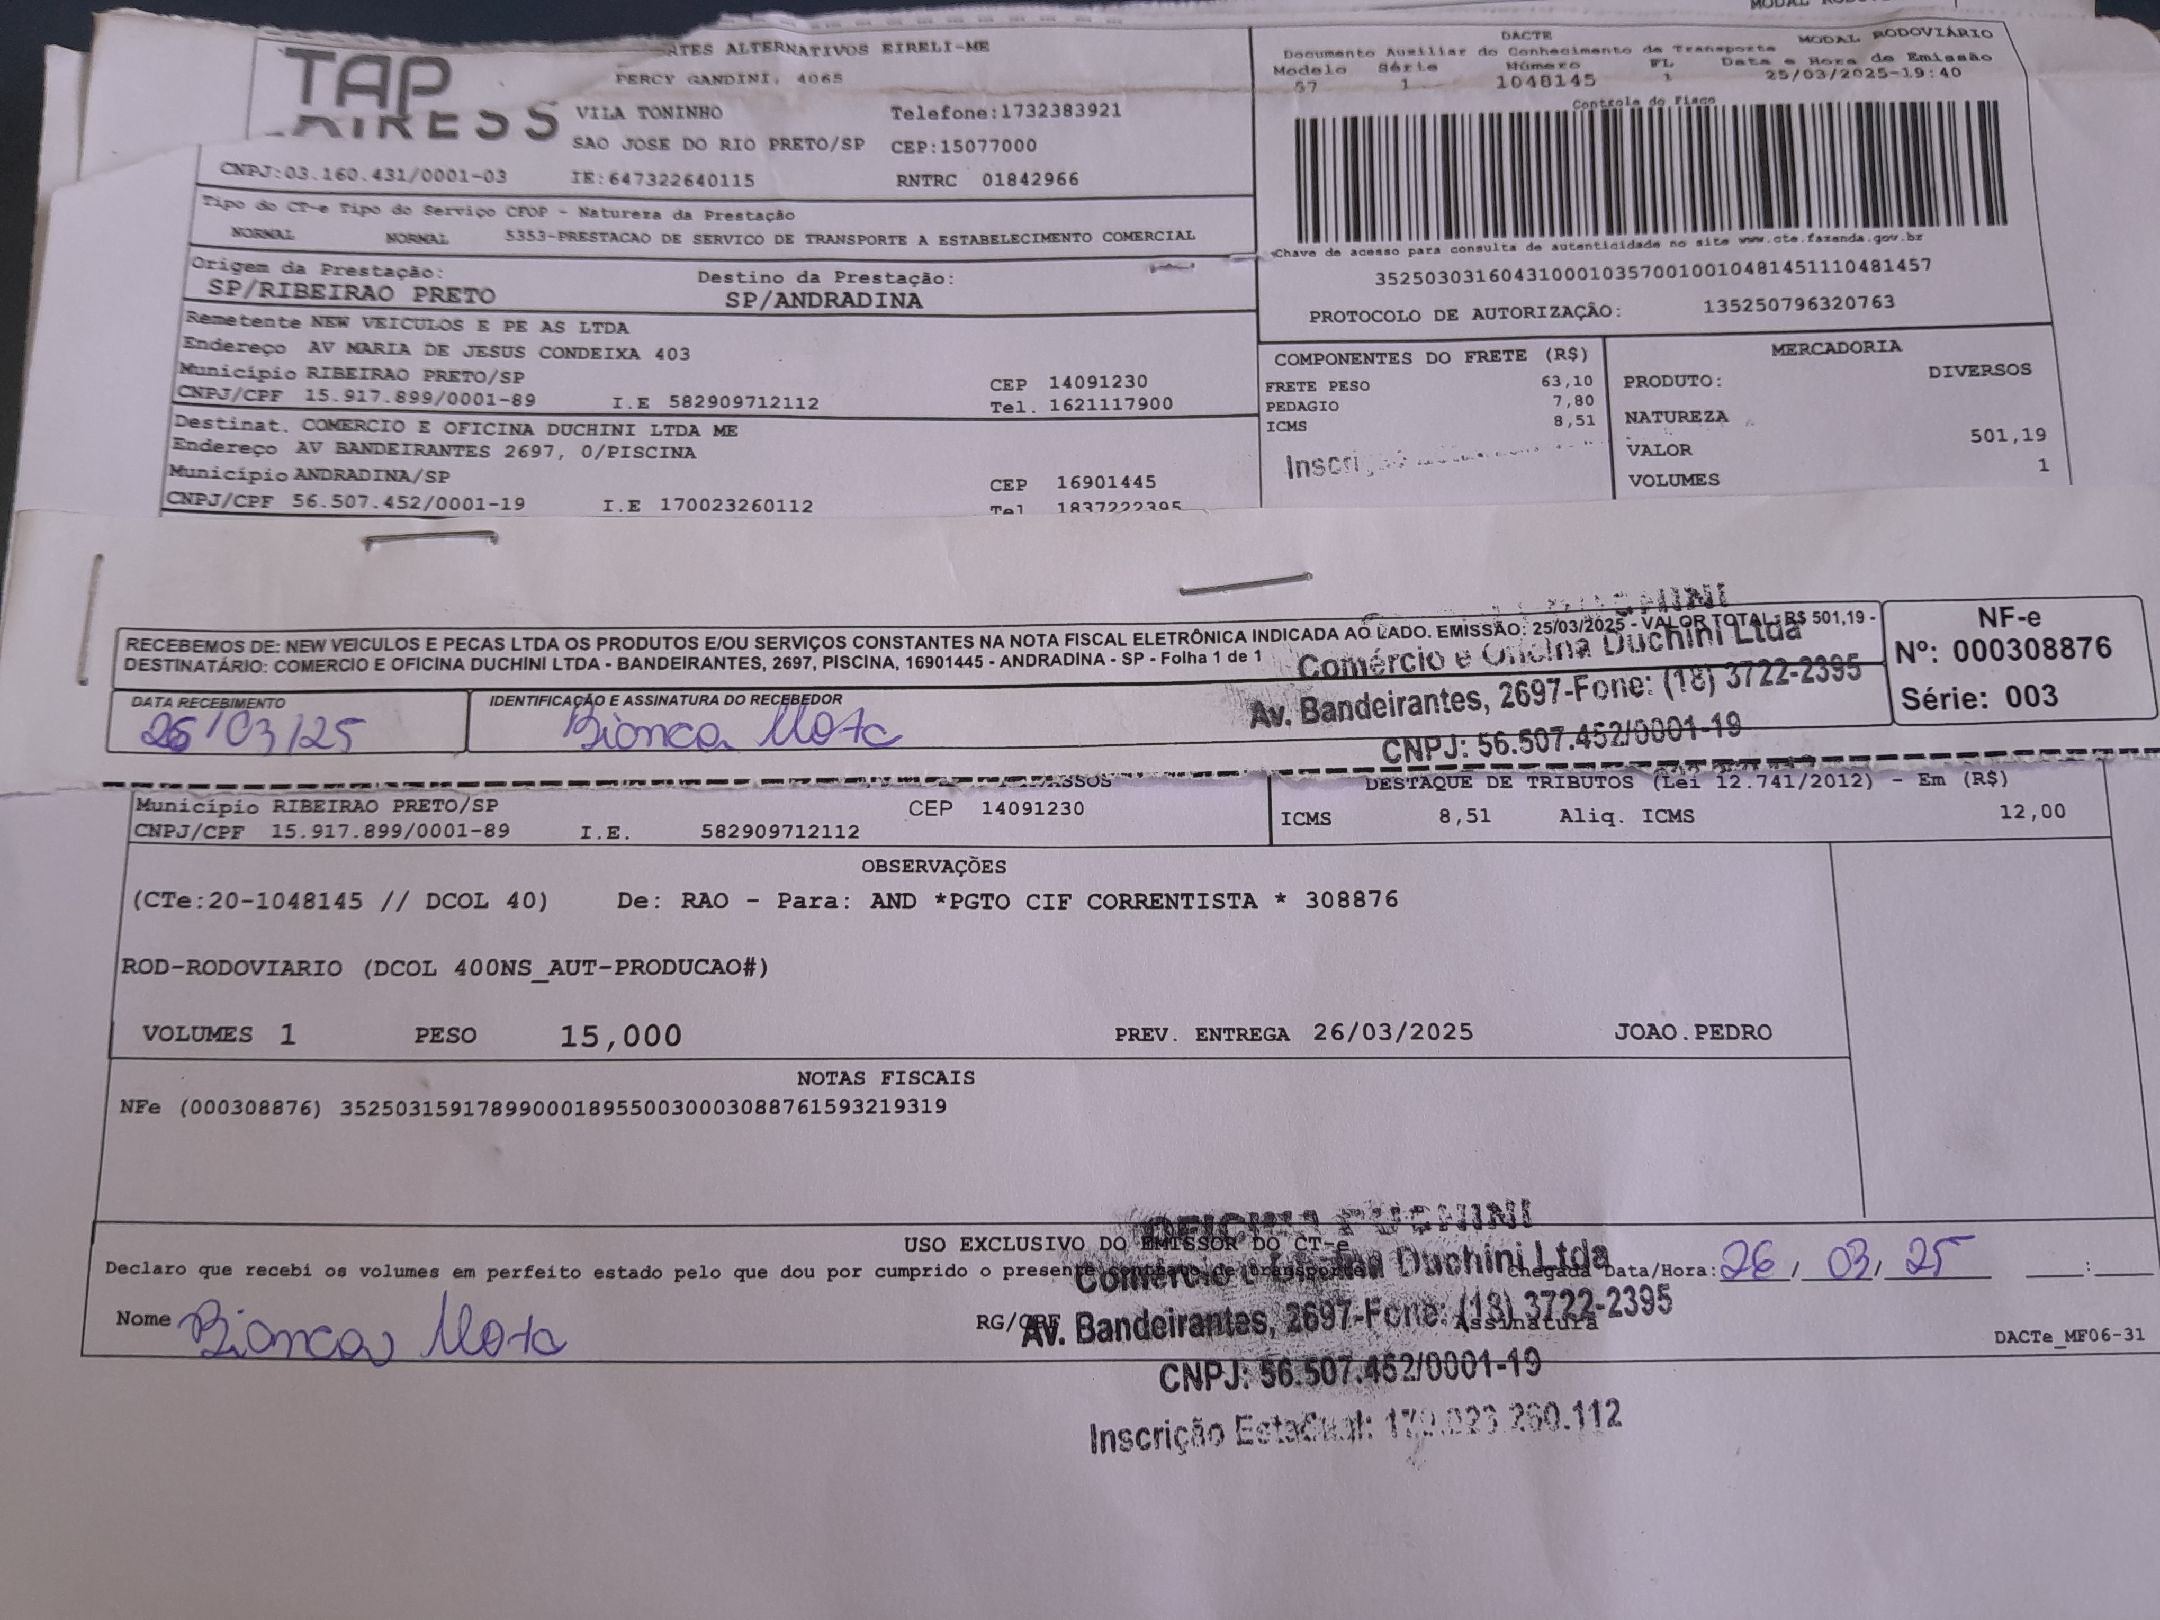 TAP
RTES ALTERNATIVOS EIRELI-ME
PERCY GANDINI, 4065
VILA TONINHO Telefone:1732383921
SAO JOSE DO RIO PRETO/SP CEP:15077000
CNPJ:03.160.431/0001-03 IE:647322640115 RNTRC 01842966
DACTE MODAL RODOVIÁRIO
Documento Auxiliar do Conhecimento de Transporte
Modelo Série Número FL Data e Hora de Emissão
57 1 1048145 1 25/03/2025-19:40
Controle do Fisco
Chave de acesso para consulta de autenticidade no site www.cte.fazenda.gov.br
35250303160431000103570010010481451110481457
PROTOCOLO DE AUTORIZAÇÃO: 135250796320763
Tipo do CT-e Tipo do Serviço CFOP - Natureza da Prestação
NORMAL NORMAL 5353-PRESTACAO DE SERVICO DE TRANSPORTE A ESTABELECIMENTO COMERCIAL
Origem da Prestação: Destino da Prestação:
SP/RIBEIRAO PRETO SP/ANDRADINA
Remetente NEW VEICULOS E PE AS LTDA
Endereço AV MARIA DE JESUS CONDEIXA 403
Município RIBEIRAO PRETO/SP CEP 14091230
CNPJ/CPF 15.917.899/0001-89 I.E 582909712112 Tel. 1621117900
Destinat. COMERCIO E OFICINA DUCHINI LTDA ME
Endereço AV BANDEIRANTES 2697, 0/PISCINA
Município ANDRADINA/SP CEP 16901445
CNPJ/CPF 56.507.452/0001-19 I.E 170023260112 Tel 1837222395
COMPONENTES DO FRETE (R$)
FRETE PESO 63,10
PEDAGIO 7,80
ICMS 8,51
MERCADORIA
PRODUTO: DIVERSOS
NATUREZA
VALOR 501,19
VOLUMES 1
RECEBEMOS DE: NEW VEICULOS E PECAS LTDA OS PRODUTOS E/OU SERVIÇOS CONSTANTES NA NOTA FISCAL ELETRÔNICA INDICADA AO LADO. EMISSÃO: 25/03/2025 - VALOR TOTAL: R$ 501,19 -
DESTINATÁRIO: COMERCIO E OFICINA DUCHINI LTDA - BANDEIRANTES, 2697, PISCINA, 16901445 - ANDRADINA - SP - Folha 1 de 1
NF-e
Nº: 000308876
Série: 003
DATA RECEBIMENTO IDENTIFICAÇÃO E ASSINATURA DO RECEBEDOR
26/03/25 Bianca Mota
Comércio e Oficina Duchini Ltda
Av. Bandeirantes, 2697-Fone: (18) 3722-2395
CNPJ: 56.507.452/0001-19
Município RIBEIRAO PRETO/SP CEP 14091230
CNPJ/CPF 15.917.899/0001-89 I.E. 582909712112
DESTAQUE DE TRIBUTOS (Lei 12.741/2012) - Em (R$)
ICMS 8,51 Aliq. ICMS 12,00
OBSERVAÇÕES
(CTe:20-1048145 // DCOL 40) De: RAO - Para: AND *PGTO CIF CORRENTISTA * 308876
ROD-RODOVIARIO (DCOL 400NS_AUT-PRODUCAO#)
VOLUMES 1 PESO 15,000 PREV. ENTREGA 26/03/2025 JOAO.PEDRO
NOTAS FISCAIS
NFe (000308876) 35250315917899000189550030003088761593219319
USO EXCLUSIVO DO EMISSOR DO CT-e
Declaro que recebi os volumes em perfeito estado pelo que dou por cumprido o presente contrato de transporte Chegada Data/Hora: 26/ 03/ 25 :
Nome Bianca Mota RG/CPF Assinatura
DACTe_MF06-31
OFICINA DUCHINI
Comércio e Oficina Duchini Ltda
Av. Bandeirantes, 2697-Fone: (18) 3722-2395
CNPJ: 56.507.452/0001-19
Inscrição Estadual: 170.023.260.112